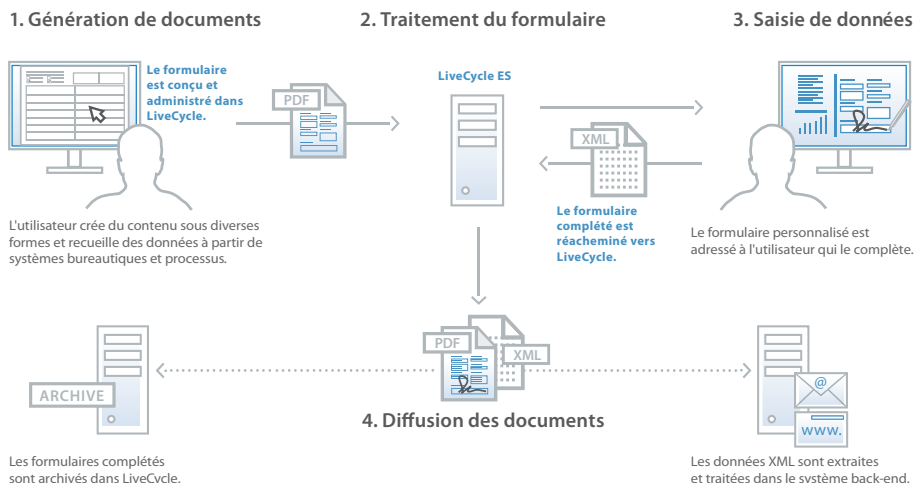 1. Génération de documents
2. Traitement du formulaire
3. Saisie de données
Le formulaire
est conçu et
administré dans
LiveCycle.
PDF
LiveCycle ES
XML
Le formulaire
complété est
réacheminé vers
LiveCycle.
L'utilisateur crée du contenu sous diverses
formes et recueille des données à partir de
systèmes bureautiques et processus.
Le formulaire personnalisé est
adressé à l'utilisateur qui le complète.
ARCHIVE
PDF
XML
@
www.
4. Diffusion des documents
Les formulaires complétés
sont archivés dans LiveCycle.
Les données XML sont extraites
et traitées dans le système back-end.